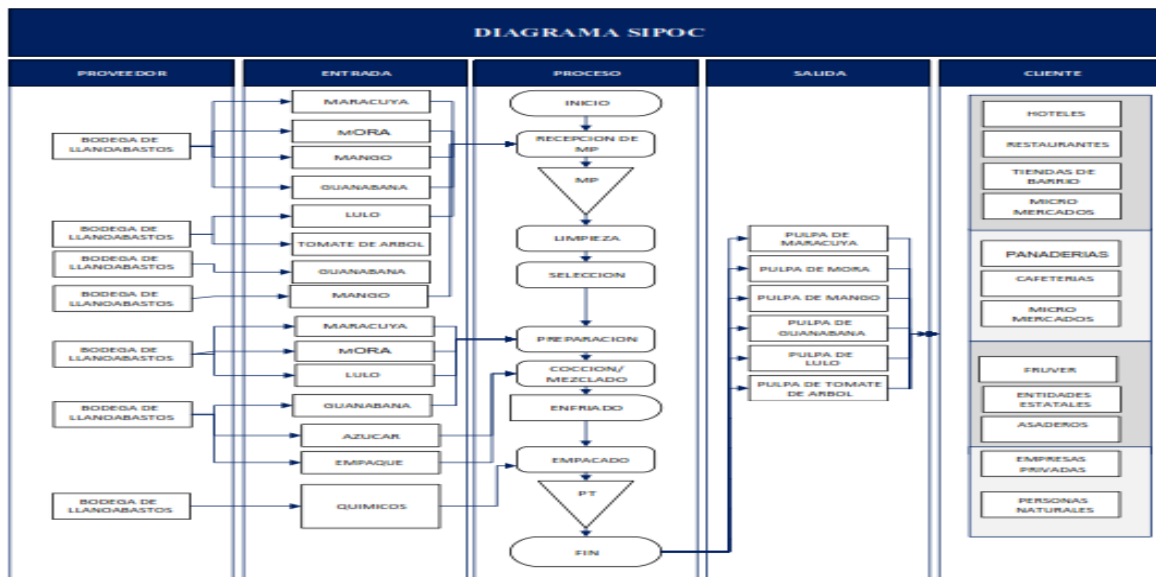 DIAGRAMA SIPOC
PROVEEDOR
ENTRADA
PROCESO
SALIDA
CLIENTE
BODEGA DE
LLANOABASTOS
BODEGA DE
LLANOABASTOS
BODEGA DE
LLANOABASTOS
BODEGA DE
LLANOABASTOS
BODEGA DE
LLANOABASTOS
BODEGA DE
LLANOABASTOS
BODEGA DE
LLANOABASTOS
MARACUYA
MORA
MANGO
GUANABANA
LULO
TOMATE DE ARBOL
GUANABANA
MANGO
MARACUYA
MORA
LULO
GUANABANA
AZUCAR
EMPAQUE
QUIMICOS
INICIO
RECEPCION DE
MP
MP
LIMPIEZA
SELECCION
PREPARACION
COCCION/
MEZCLADO
ENFRIADO
EMPACADO
PT
FIN
PULPA DE
MARACUYA
PULPA DE MORA
PULPA DE MANGO
PULPA DE
GUANABANA
PULPA DE
LULO
PULPA DE TOMATE
DE ARBOL
HOTELES
RESTAURANTES
TIENDAS DE
BARRIO
MICRO
MERCADOS
PANADERIAS
CAFETERIAS
MICRO
MERCADOS
FRUVER
ENTIDADES
ESTATALES
ASADEROS
EMPRESAS
PRIVADAS
PERSONAS
NATURALES